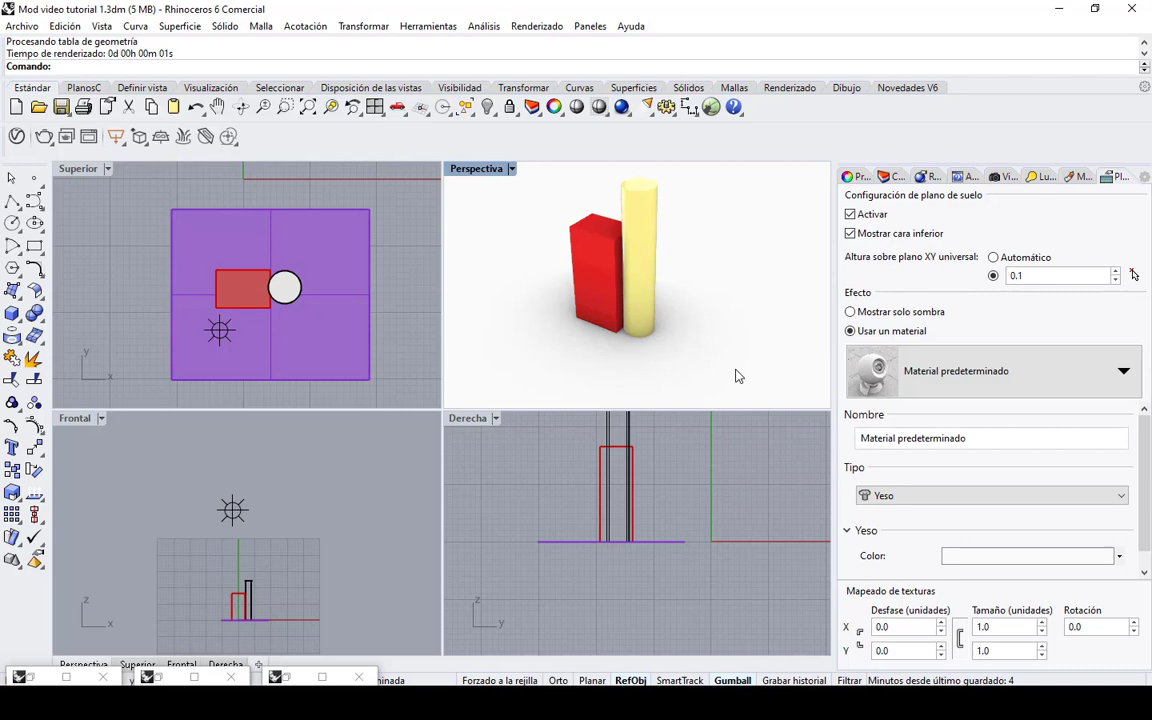 Mod video tutorial 1.3dm (5 MB) - Rhinoceros 6 Comercial
Archivo Edición Vista Curva Superficie Sólido Malla Acotación Transformar Herramientas Análisis Renderizado Paneles Ayuda
Procesando tabla de geometría
Tiempo de renderizado: 0d 00h 00m 01s
Comando:
Estándar PlanosC Definir vista Visualización Seleccionar Disposición de las vistas Visibilidad Transformar Curvas Superficies Sólidos Mallas Renderizado Dibujo Novedades V6
Superior
Perspectiva
Pr... C... R... A... Vi... Lu... M... Pl...
Configuración de plano de suelo
Activar
Mostrar cara inferior
Altura sobre plano XY universal: Automático
0.1
Efecto
Mostrar solo sombra
Usar un material
Material predeterminado
y
x
Frontal
Derecha
Nombre
Material predeterminado
Tipo
Yeso
Yeso
Color:
Mapeado de texturas
Desfase (unidades) Tamaño (unidades) Rotación
X 0.0 1.0 0.0
Y 0.0 1.0
z
x
z
y
Perspectiva Superior Frontal Derecha
Forzado a la rejilla Orto Planar RefObj SmartTrack Gumball Grabar historial Filtrar Minutos desde último guardado: 4